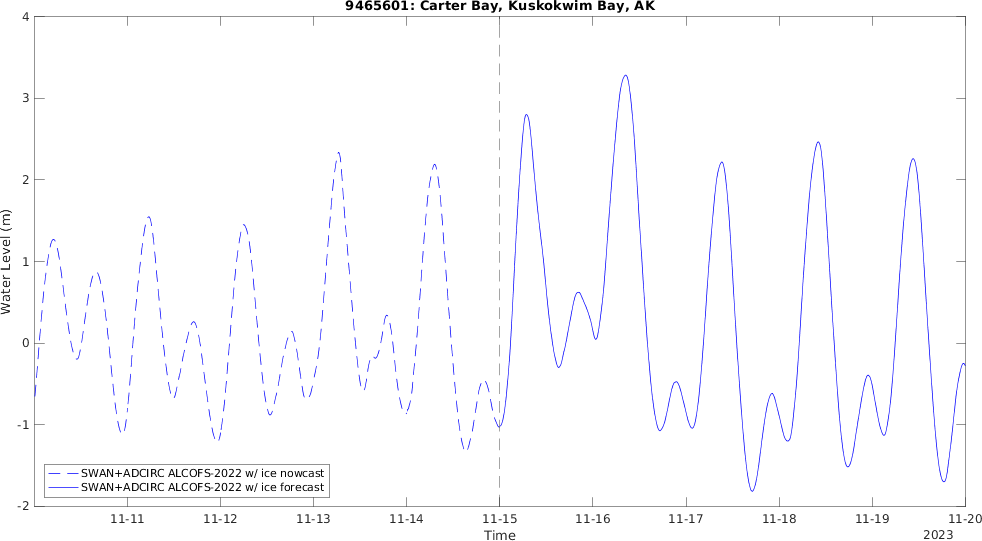 9465601: Carter Bay, Kuskokwim Bay, AK
4
3
2
1
0
-1
-2
Water Level (m)
SWAN+ADCIRC ALCOFS-2022 w/ ice nowcast
SWAN+ADCIRC ALCOFS-2022 w/ ice forecast
11-11 11-12 11-13 11-14 11-15 11-16 11-17 11-18 11-19 11-20
Time
2023